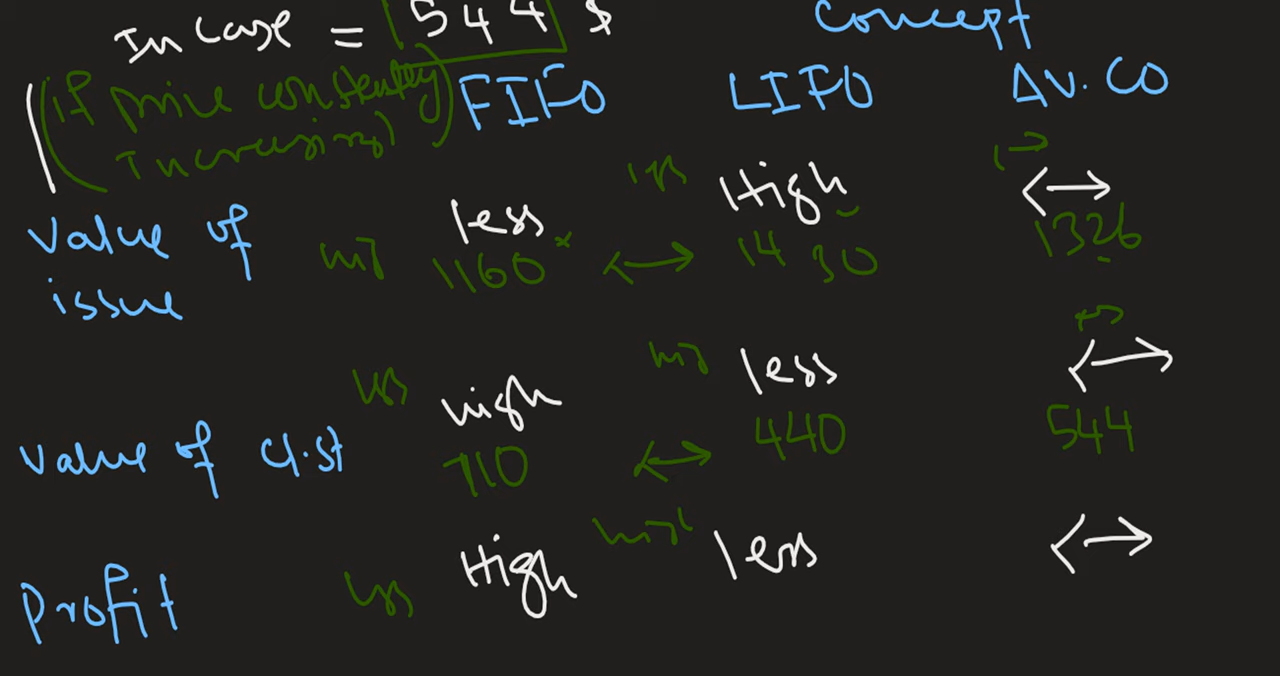 In Case = 544 $
Concept
(if price constantly
Increasing)
FIFO LIFO AV. CO
Value of
issue
less High
1160 1430 1326
Value of cl.st
high less
710 440 544
Profit High less